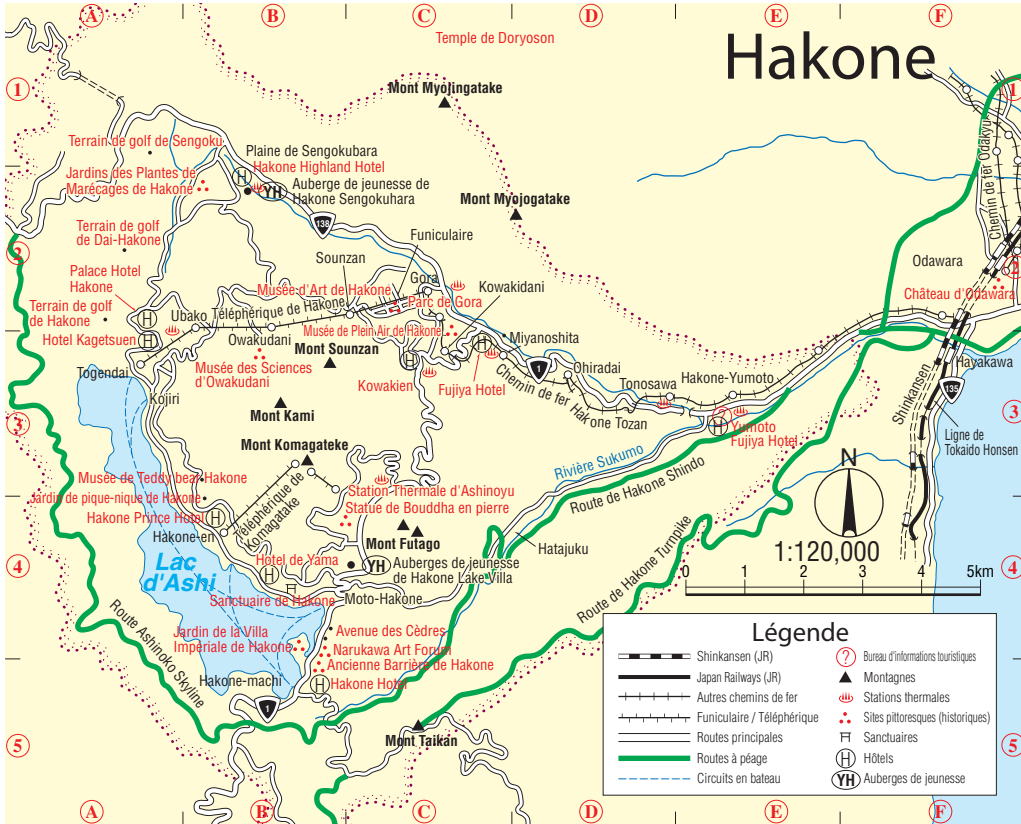 A
B
C
D
E
F
Temple de Doryoson
Hakone
1
1
Mont Myojingatake
Terrain de golf de Sengoku
Plaine de Sengokubara
Hakone Highland Hotel
H
YH
Auberge de jeunesse de
Hakone Sengokuhara
Jardins des Plantes de
Marécages de Hakone
Mont Myojogatake
138
Chemin de fer Odakyu
Terrain de golf
de Dai-Hakone
Funiculaire
2
2
Sounzan
Odawara
Palace Hotel
Hakone
Gora
Kowakidani
Musée d'Art de Hakone
Parc de Gora
Château d'Odawara
Terrain de golf
de Hakone
H
Ubako
Téléphérique de Hakone
Musée de Plein Air de Hakone
Miyanoshita
Hotel Kagetsuen
H
Owakudani
Mont Sounzan
H
H
Togendai
Musée des Sciences
d'Owakudani
Kowakien
Fujiya Hotel
1
Ohiradai
Tonosawa
Hakone-Yumoto
Hayakawa
Shinkansen
135
Chemin de fer Hakone Tozan
Kojiri
Mont Kami
3
3
?
H
Yumoto
Fujiya Hotel
Ligne de
Tokaido Honsen
Mont Komagateke
Rivière Sukumo
N
Musée de Teddy bear Hakone
Route de Hakone Shindo
Jardin de pique-nique de Hakone
Station Thermale d'Ashinoyu
Statue de Bouddha en pierre
Hakone Prince Hotel
H
Téléphérique de
Komagatake
Hakone-en
Mont Futago
Hatajuku
1:120,000
Lac
d'Ashi
Hotel de Yama
H
YH
Auberges de jeunesse
de Hakone Lake Villa
4
4
0
1
2
3
4
5km
Sanctuaire de Hakone
Moto-Hakone
Route de Hakone Turnpike
Route Ashinoko Skyline
Jardin de la Villa
Impériale de Hakone
Avenue des Cèdres
Narukawa Art Forum
Ancienne Barrière de Hakone
Hakone-machi
H
Hakone Hotel
1
Mont Taikan
5
5
Légende
Shinkansen (JR)
Japan Railways (JR)
Autres chemins de fer
Funiculaire / Téléphérique
Routes principales
Routes à péage
Circuits en bateau
?
Bureau d'informations touristiques
Montagnes
Stations thermales
Sites pittoresques (historiques)
Sanctuaires
H
Hôtels
YH
Auberges de jeunesse
A
B
C
D
E
F